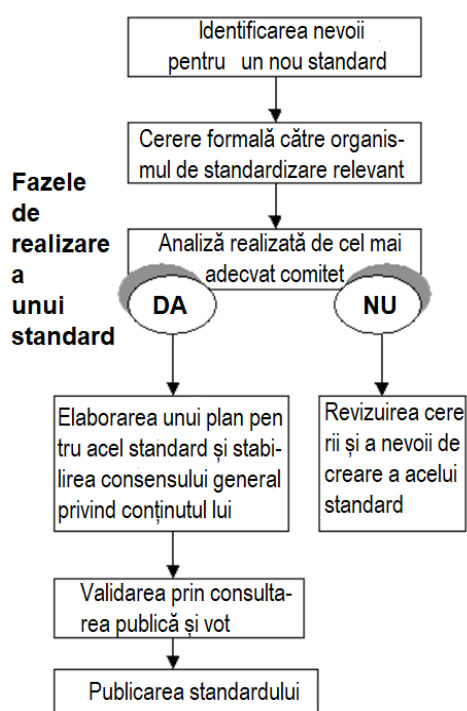 Identificarea nevoii
pentru un nou standard
Cerere formală către organis-
mul de standardizare relevant
Fazele
de
realizare
a
unui
standard
Analiză realizată de cel mai
adecvat comitet
DA
NU
Elaborarea unui plan pen
tru acel standard și stabi-
lirea consensului general
privind conținutul lui
Revizuirea cere
rii și a nevoii de
creare a acelui
standard
Validarea prin consulta-
rea publică și vot
Publicarea standardului